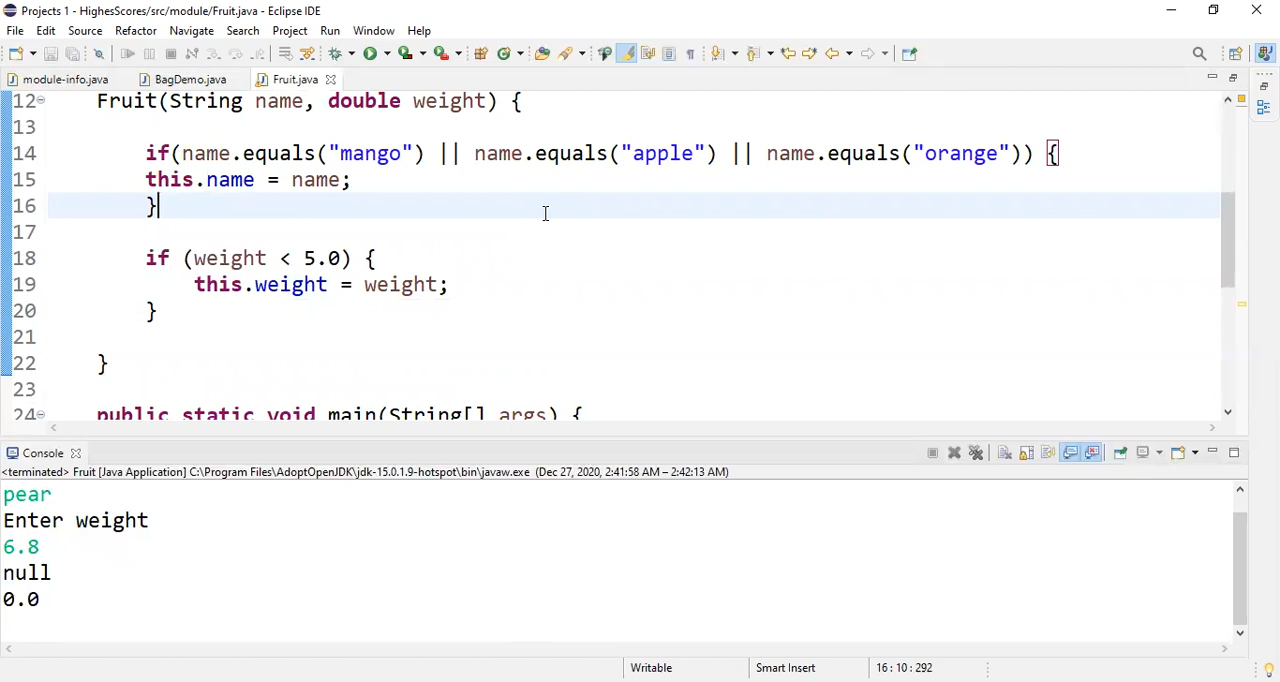 Projects 1 - HighesScores/src/module/Fruit.java - Eclipse IDE
File Edit Source Refactor Navigate Search Project Run Window Help
module-info.java BagDemo.java Fruit.java
12 Fruit(String name, double weight) {
13
14 if(name.equals("mango") || name.equals("apple") || name.equals("orange")) {
15 this.name = name;
16 }
17
18 if (weight < 5.0) {
19 this.weight = weight;
20 }
21
22 }
23
24 public static void main(String[] args) {
Console
<terminated> Fruit [Java Application] C:\Program Files\AdoptOpenJDK\jdk-15.0.1.9-hotspot\bin\javaw.exe (Dec 27, 2020, 2:41:58 AM – 2:42:13 AM)
pear
Enter weight
6.8
null
0.0
Writable Smart Insert 16 : 10 : 292